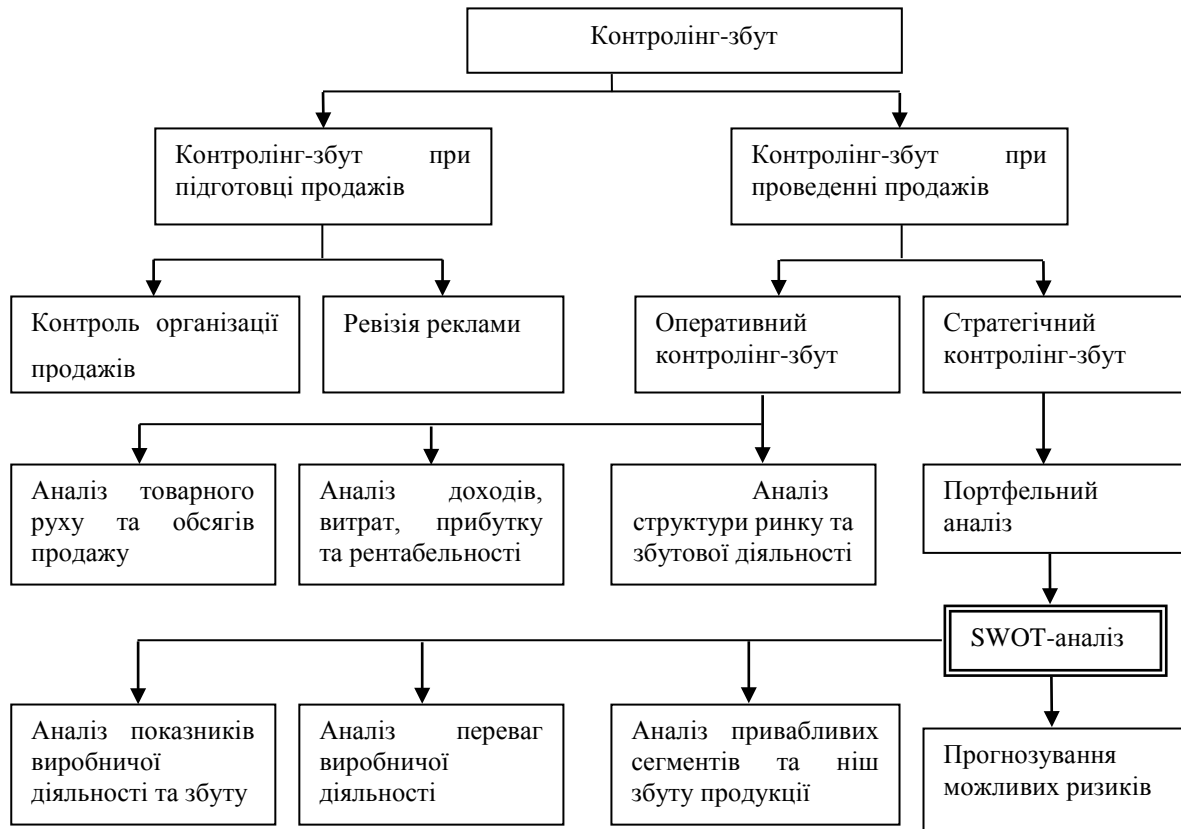 Контролінг-збут
Контролінг-збут при
підготовці продажів
Контролінг-збут при
проведенні продажів
Контроль організації
продажів
Ревізія реклами
Оперативний
контролінг-збут
Стратегічний
контролінг-збут
Аналіз товарного
руху та обсягів
продажу
Аналіз доходів,
витрат, прибутку
та рентабельності
Аналіз
структури ринку та
збутової діяльності
Портфельний
аналіз
SWOT-аналіз
Аналіз показників
виробничої
діяльності та збуту
Аналіз переваг
виробничої
діяльності
Аналіз привабливих
сегментів та ніш
збуту продукції
Прогнозування
можливих ризиків